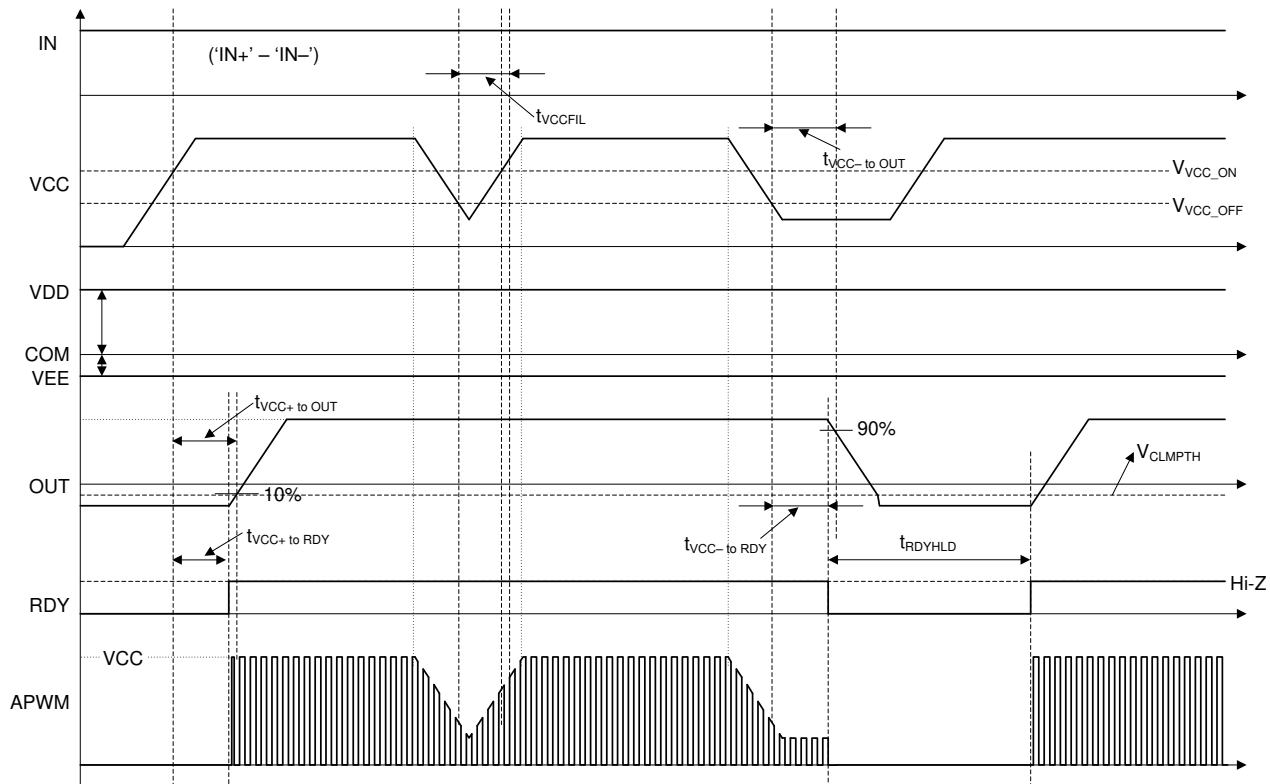 IN
('IN+' – 'IN–')
tVCCFIL
tVCC– to OUT
VCC
VVCC_ON
VVCC_OFF
VDD
COM
VEE
tVCC+ to OUT
90%
VCLMPTH
OUT
10%
tVCC+ to RDY
tVCC– to RDY
tRDYHLD
Hi-Z
RDY
VCC
APWM